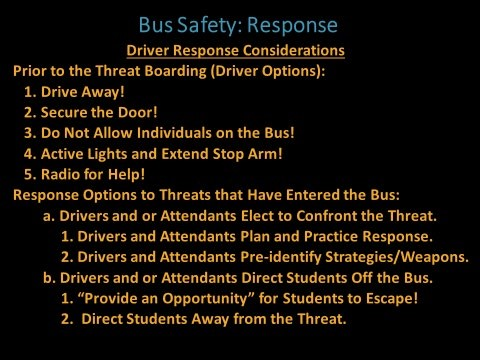 Bus Safety: Response
Driver Response Considerations
Prior to the Threat Boarding (Driver Options):
1. Drive Away!
2. Secure the Door!
3. Do Not Allow Individuals on the Bus!
4. Active Lights and Extend Stop Arm!
5. Radio for Help!
Response Options to Threats that Have Entered the Bus:
a. Drivers and or Attendants Elect to Confront the Threat.
1. Drivers and Attendants Plan and Practice Response.
2. Drivers and Attendants Pre-identify Strategies/Weapons.
b. Drivers and or Attendants Direct Students Off the Bus.
1. “Provide an Opportunity” for Students to Escape!
2. Direct Students Away from the Threat.